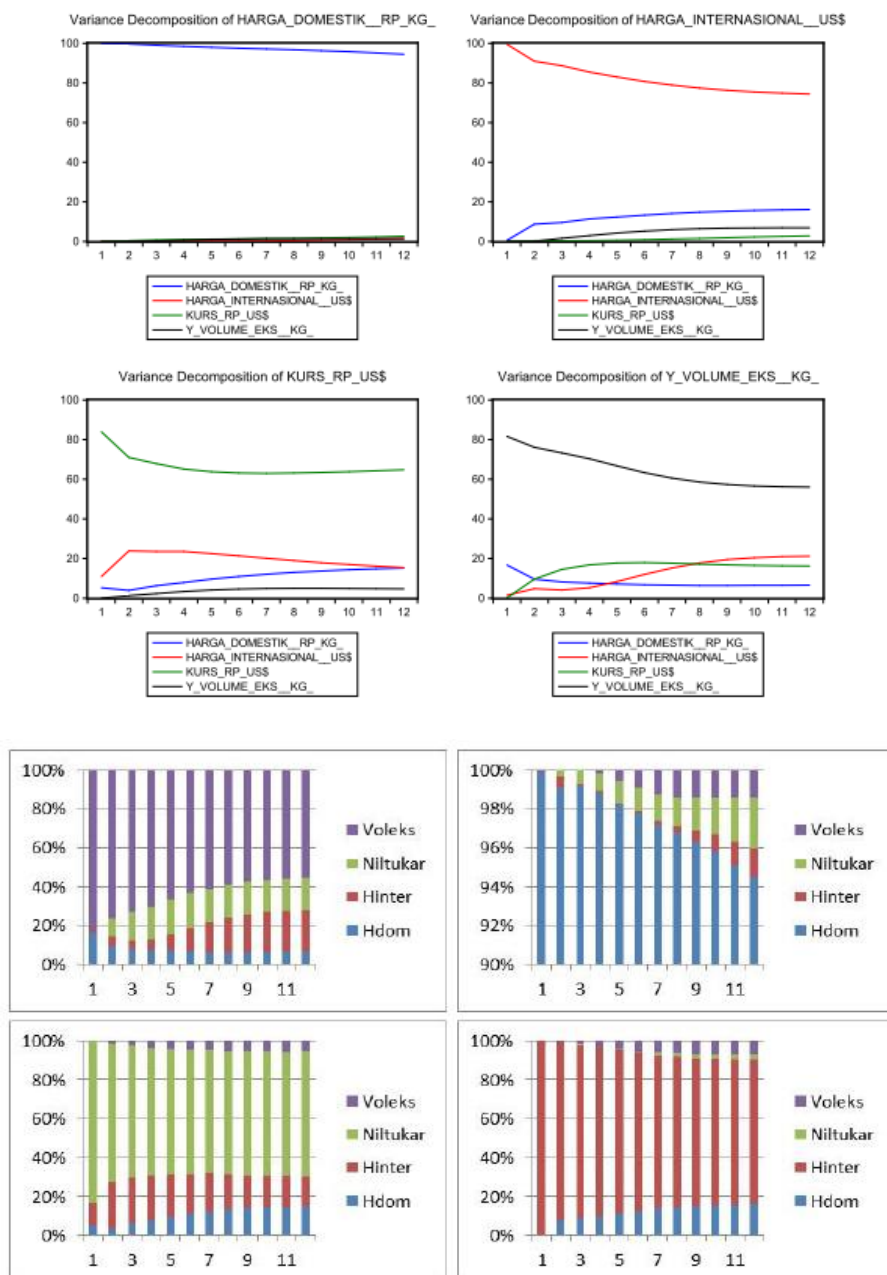 Variance Decomposition of HARGA_DOMESTIK__RP_KG_
100
80
60
40
20
0
1 2 3 4 5 6 7 8 9 10 11 12
HARGA_DOMESTIK__RP_KG_
HARGA_INTERNASIONAL__US$
KURS_RP_US$
Y_VOLUME_EKS__KG_
Variance Decomposition of HARGA_INTERNASIONAL__US$
100
80
60
40
20
0
1 2 3 4 5 6 7 8 9 10 11 12
HARGA_DOMESTIK__RP_KG_
HARGA_INTERNASIONAL__US$
KURS_RP_US$
Y_VOLUME_EKS__KG_
Variance Decomposition of KURS_RP_US$
100
80
60
40
20
0
1 2 3 4 5 6 7 8 9 10 11 12
HARGA_DOMESTIK__RP_KG_
HARGA_INTERNASIONAL__US$
KURS_RP_US$
Y_VOLUME_EKS__KG_
Variance Decomposition of Y_VOLUME_EKS__KG_
100
80
60
40
20
0
1 2 3 4 5 6 7 8 9 10 11 12
HARGA_DOMESTIK__RP_KG_
HARGA_INTERNASIONAL__US$
KURS_RP_US$
Y_VOLUME_EKS__KG_
100%
80%
60%
40%
20%
0%
1 3 5 7 9 11
Voleks
Niltukar
Hinter
Hdom
100%
98%
96%
94%
92%
90%
1 3 5 7 9 11
Voleks
Niltukar
Hinter
Hdom
100%
80%
60%
40%
20%
0%
1 3 5 7 9 11
Voleks
Niltukar
Hinter
Hdom
100%
80%
60%
40%
20%
0%
1 3 5 7 9 11
Voleks
Niltukar
Hinter
Hdom